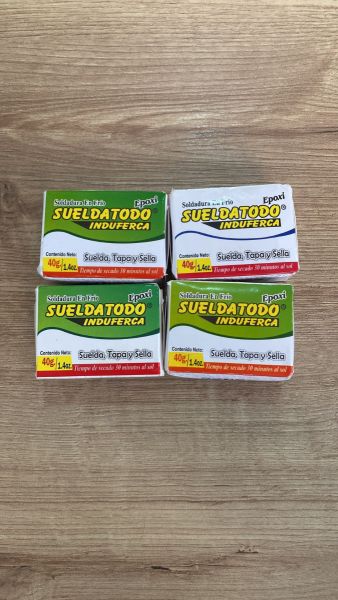 Soldadura En Frio Epoxi
SUELDATODO®
INDUFERCA
Contenido Neto:
40g/1.4oz.
Suelda, Tapa y Sella
Tiempo de secado 30 minutos al sol
Soldadura En Frio Epoxi
SUELDATODO®
INDUFERCA
Contenido Neto:
40g/1.4oz.
Suelda, Tapa y Sella
Tiempo de secado 30 minutos al sol
Soldadura En Frio Epoxi
SUELDATODO®
INDUFERCA
Contenido Neto:
40g/1.4oz.
Suelda, Tapa y Sella
Tiempo de secado 30 minutos al sol
Soldadura En Frio Epoxi
SUELDATODO®
INDUFERCA
Contenido Neto:
40g/1.4oz.
Suelda, Tapa y Sella
Tiempo de secado 30 minutos al sol